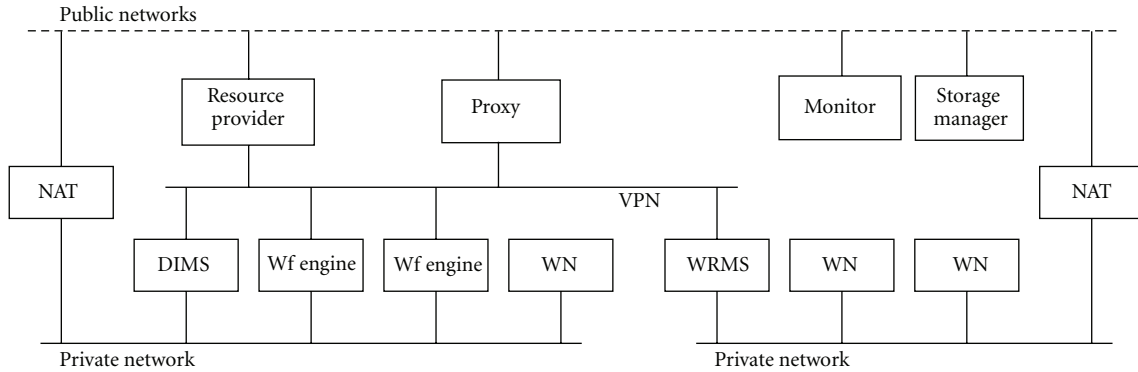 Public networks
Resource
provider
Proxy
Monitor
Storage
manager
NAT
NAT
VPN
DIMS
Wf engine
Wf engine
WN
WRMS
WN
WN
Private network
Private network